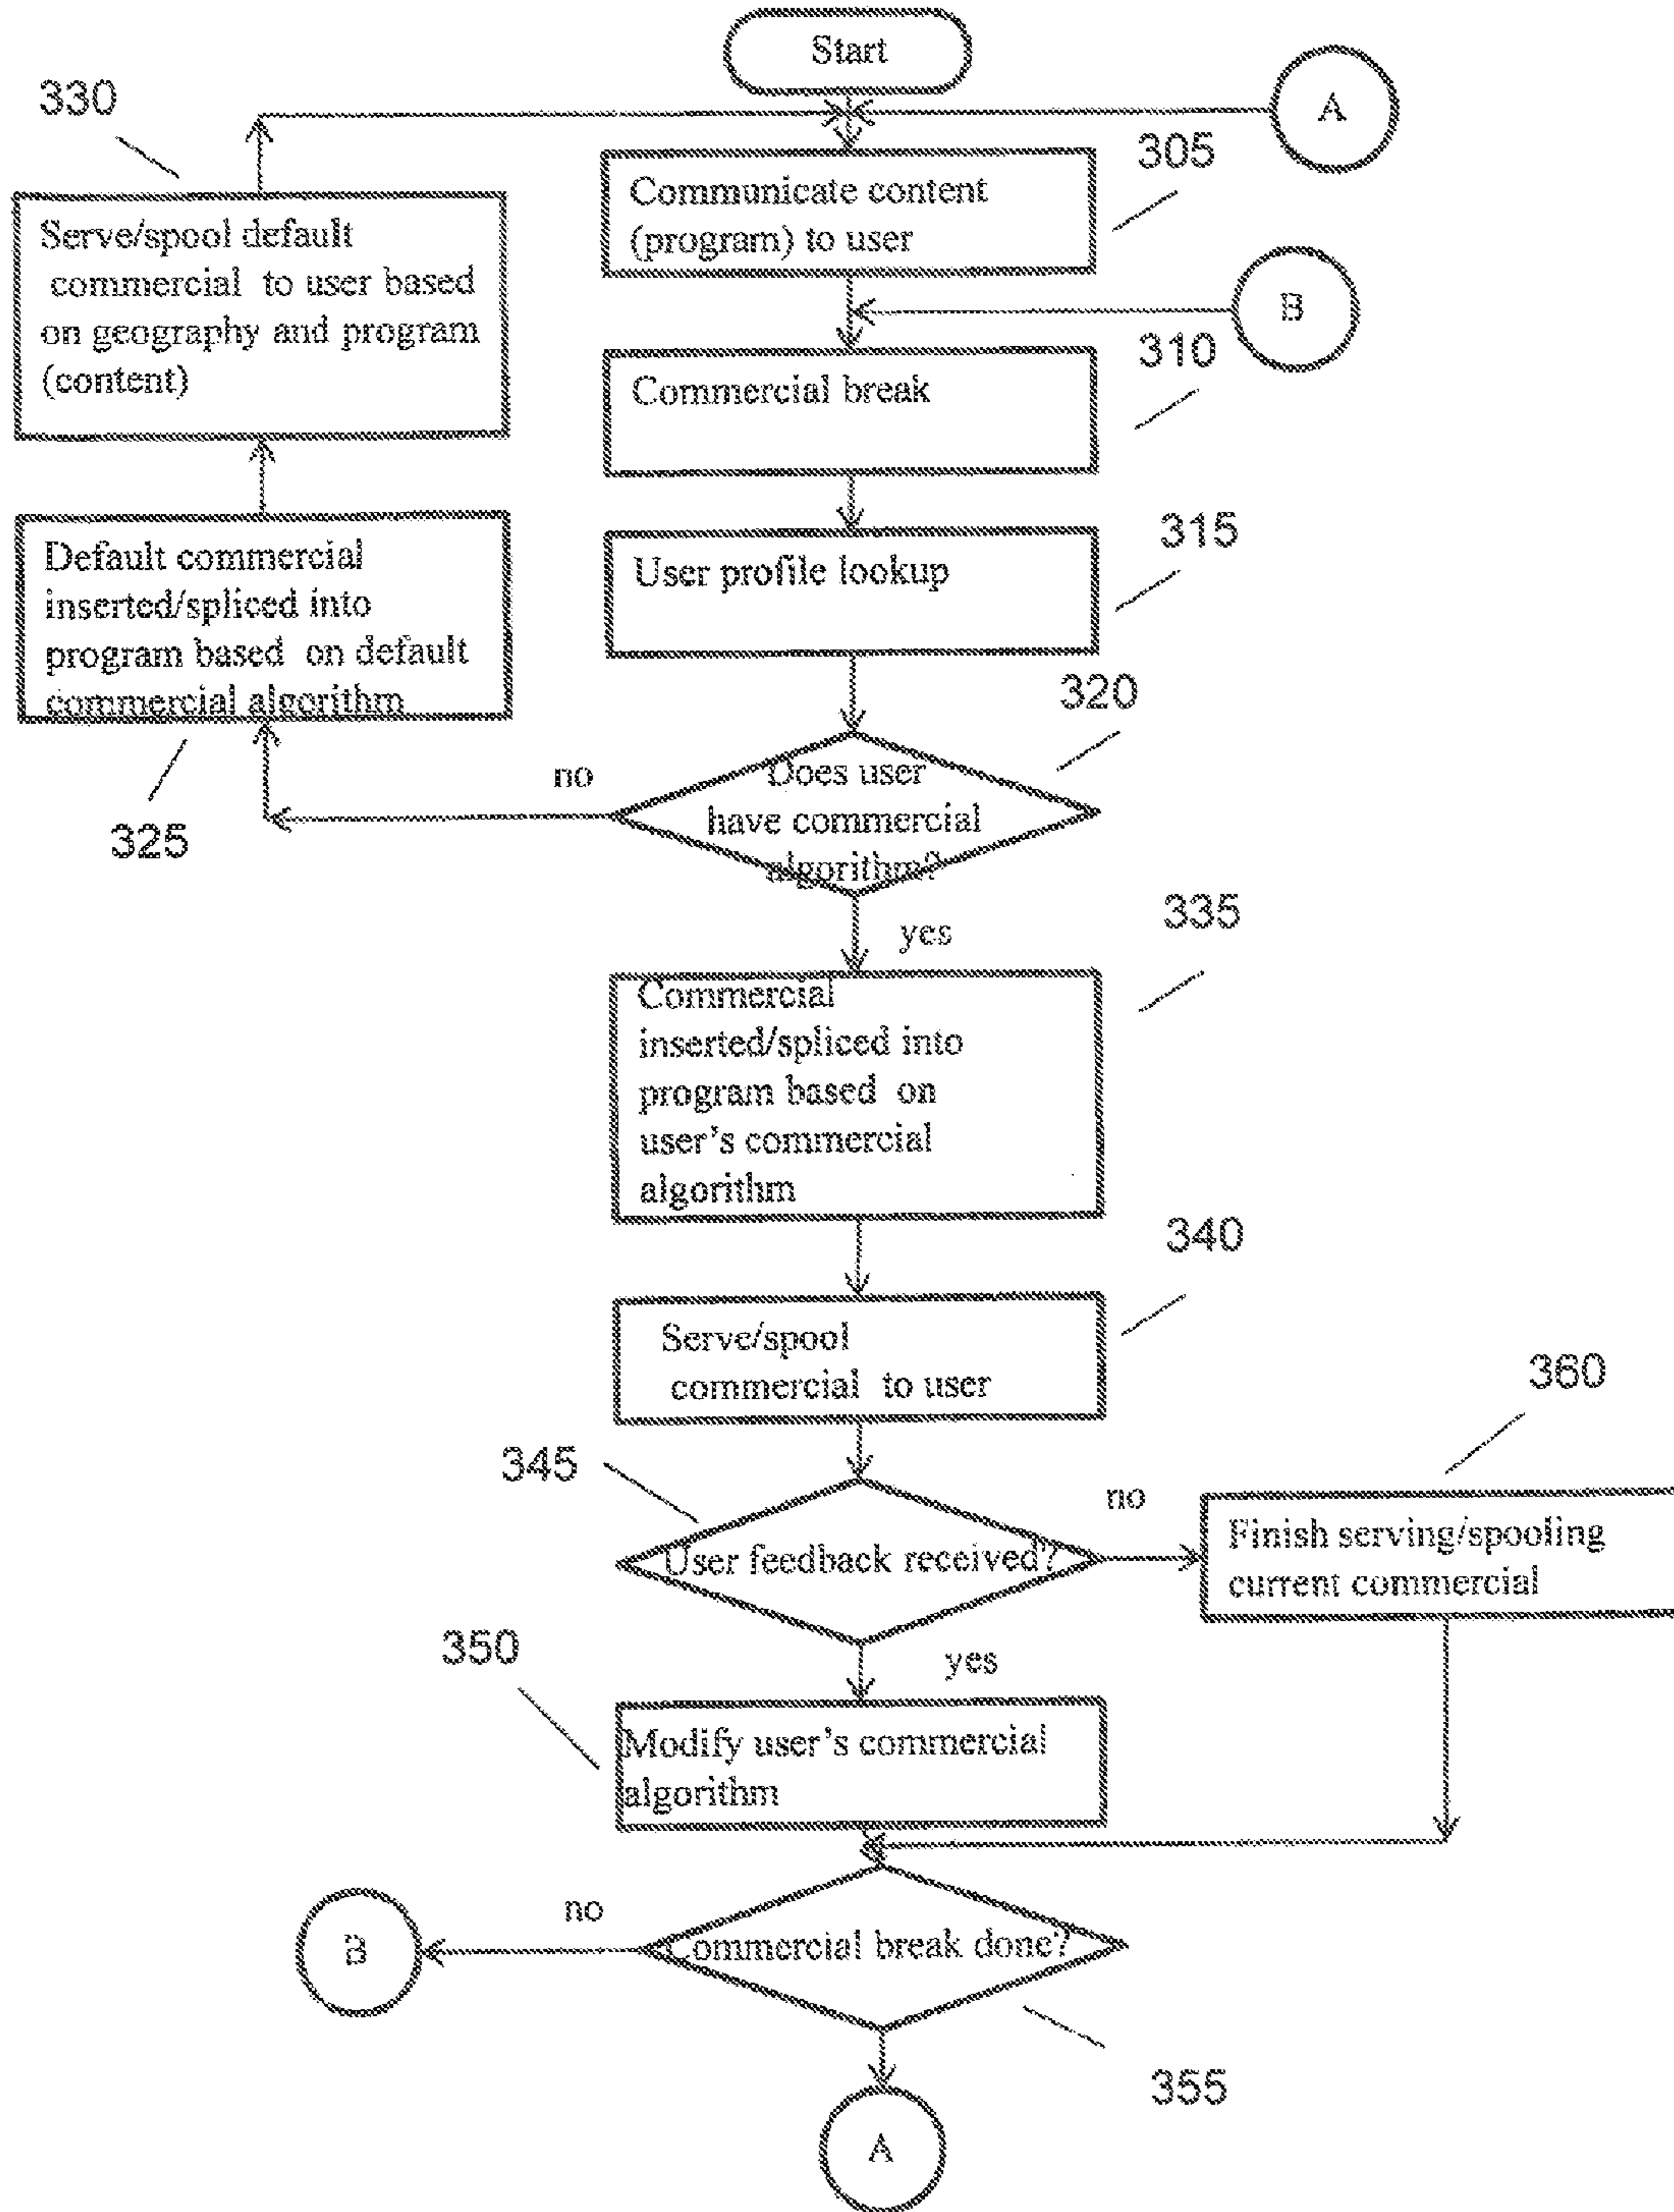 Start
A
330
305
Communicate content
(program) to user
Serve/spool default
commercial to user based
on geography and program
(content)
B
310
Commercial break
315
User profile lookup
Default commercial
inserted/spliced into
program based on default
commercial algorithm
325
320
no
Does user
have commercial
algorithm?
yes
335
Commercial
inserted/spliced into
program based on
user's commercial
algorithm
340
Serve/spool
commercial to user
345
User feedback received?
no
360
Finish serving/spooling
current commercial
yes
350
Modify user's commercial
algorithm
B
no
Commercial break done?
355
A